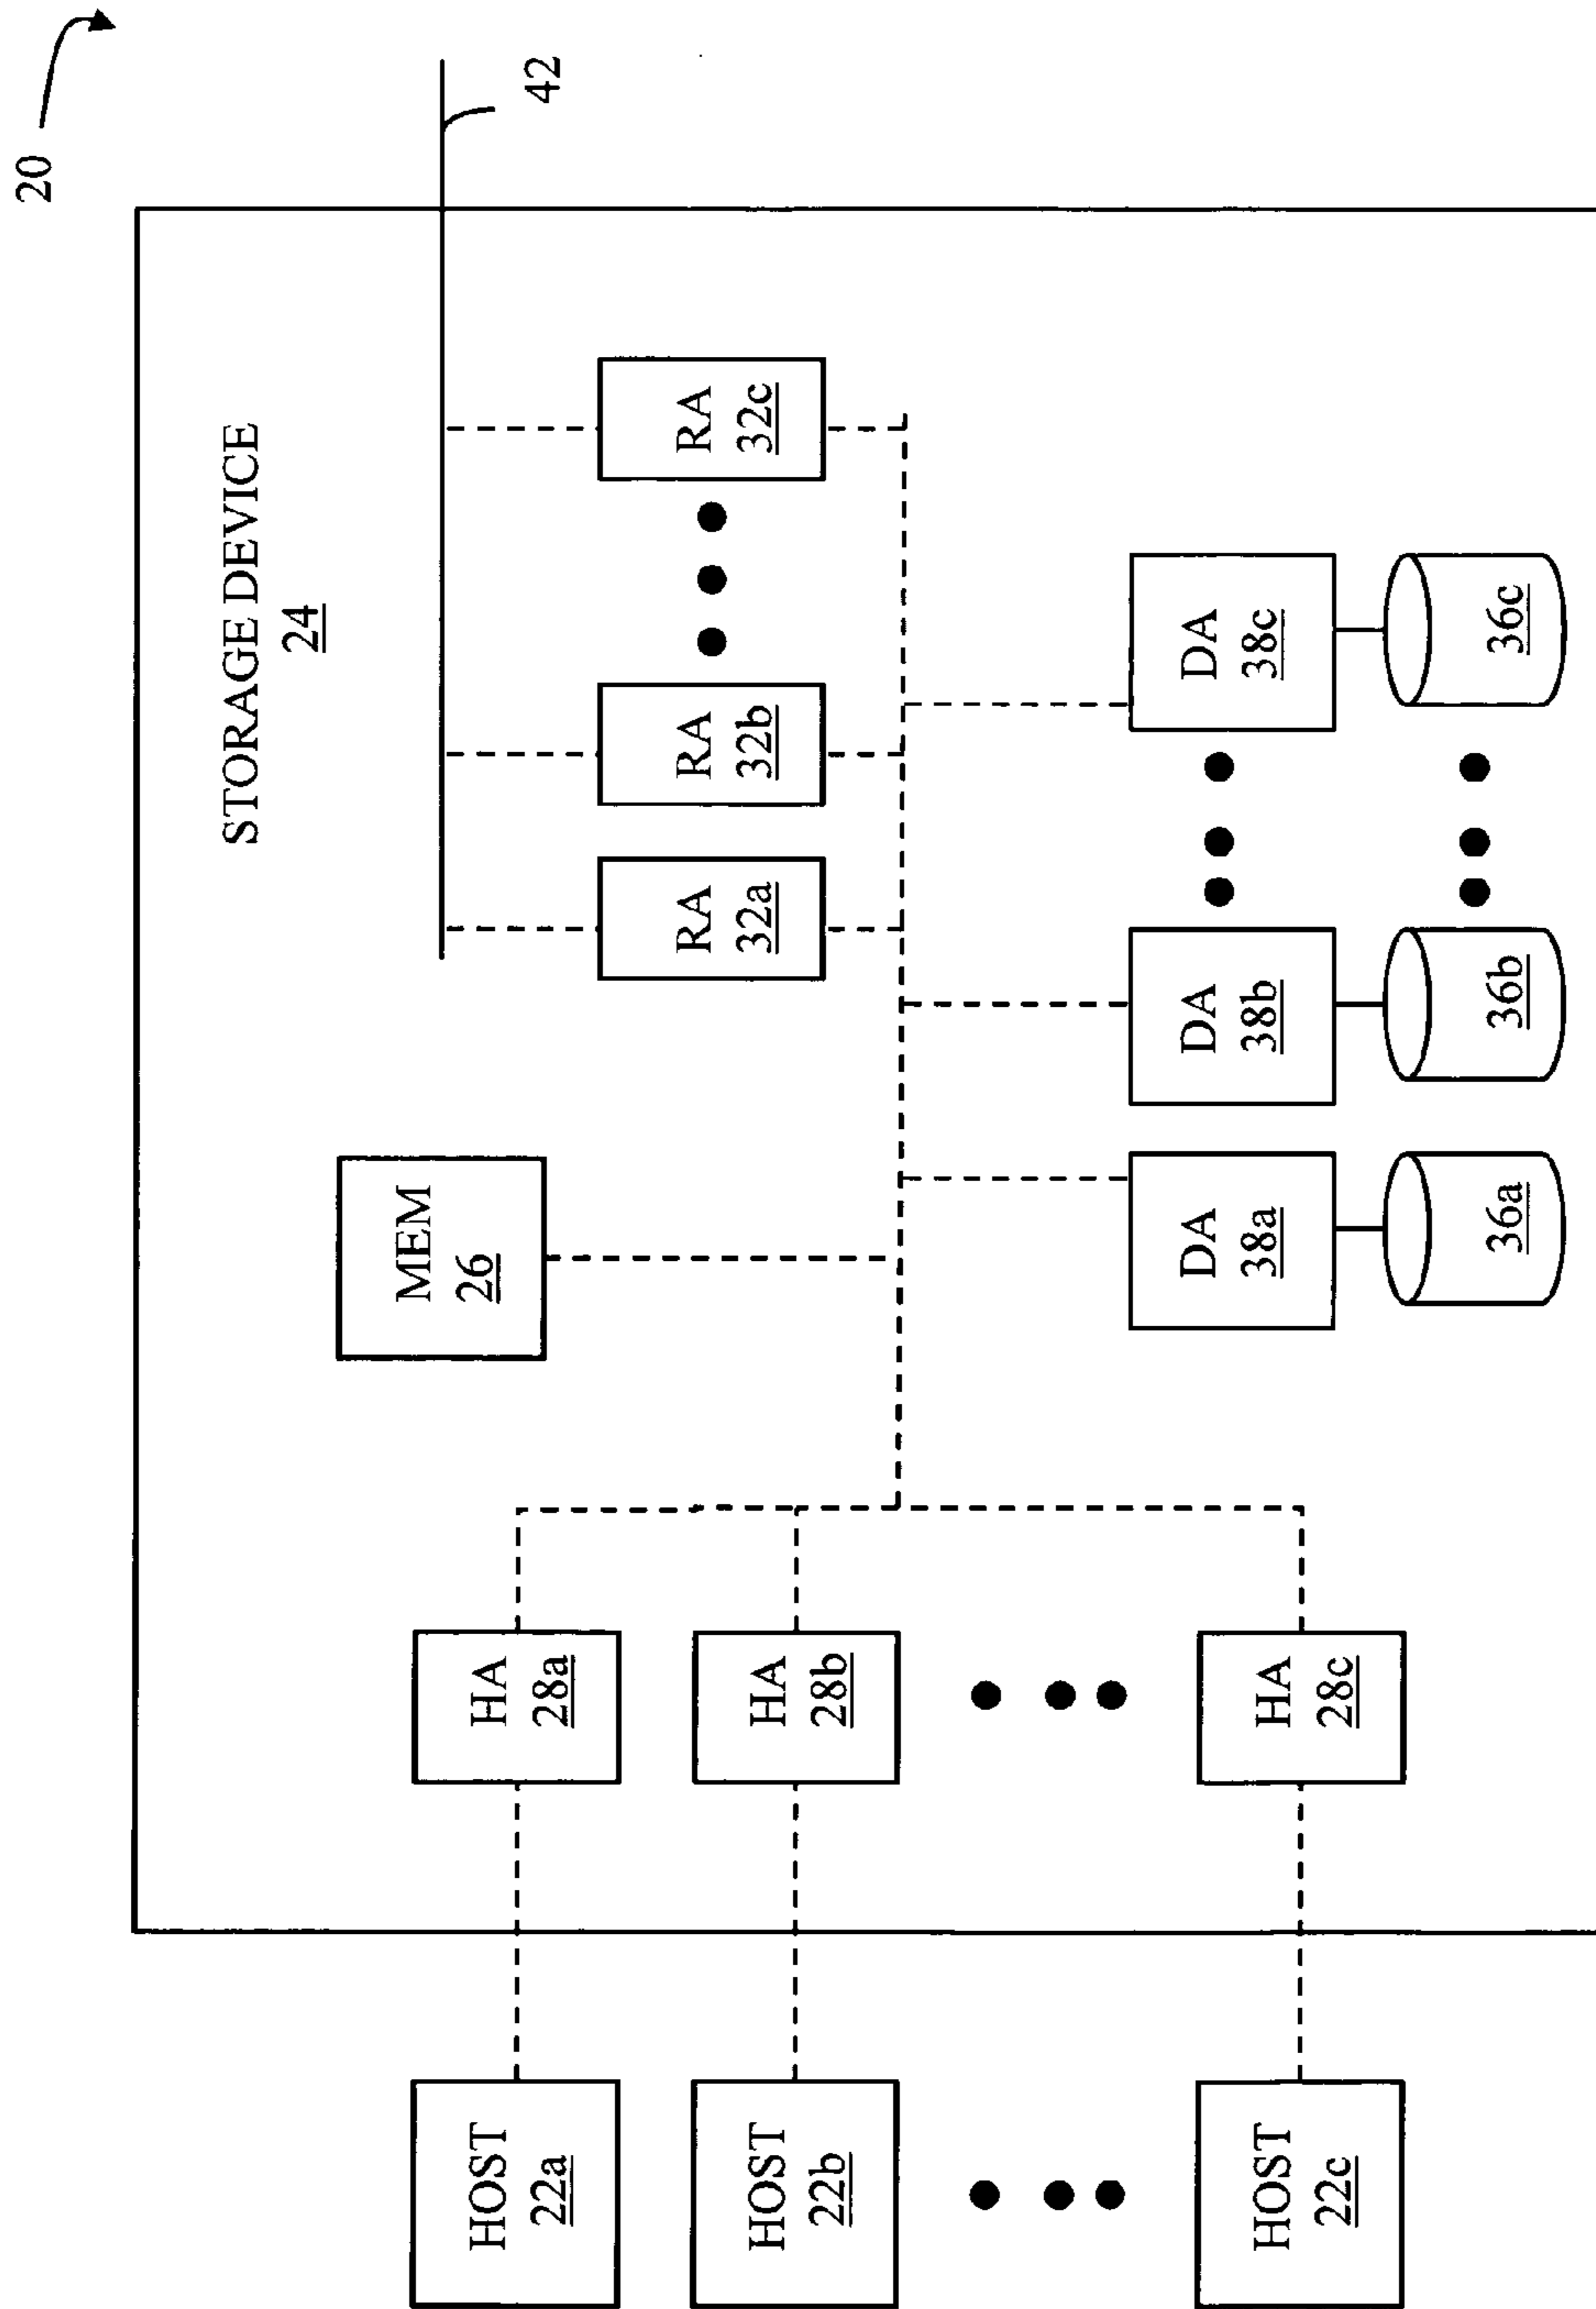 20
STORAGE DEVICE
24
42
HOST
22a
HA
28a
MEM
26
RA
32a
RA
32b
RA
32c
HOST
22b
HA
28b
HOST
22c
HA
28c
DA
38a
DA
38b
DA
38c
36a
36b
36c